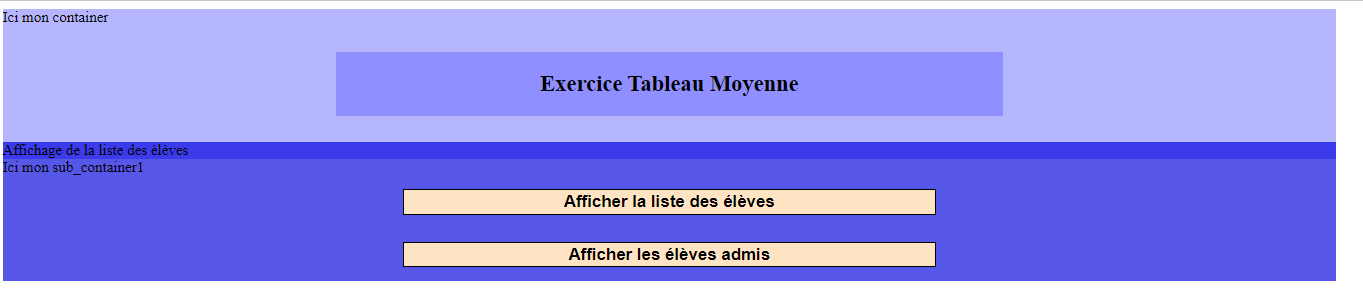 Ici mon container
Exercice Tableau Moyenne
Affichage de la liste des élèves
Ici mon sub_container1
Afficher la liste des élèves
Afficher les élèves admis